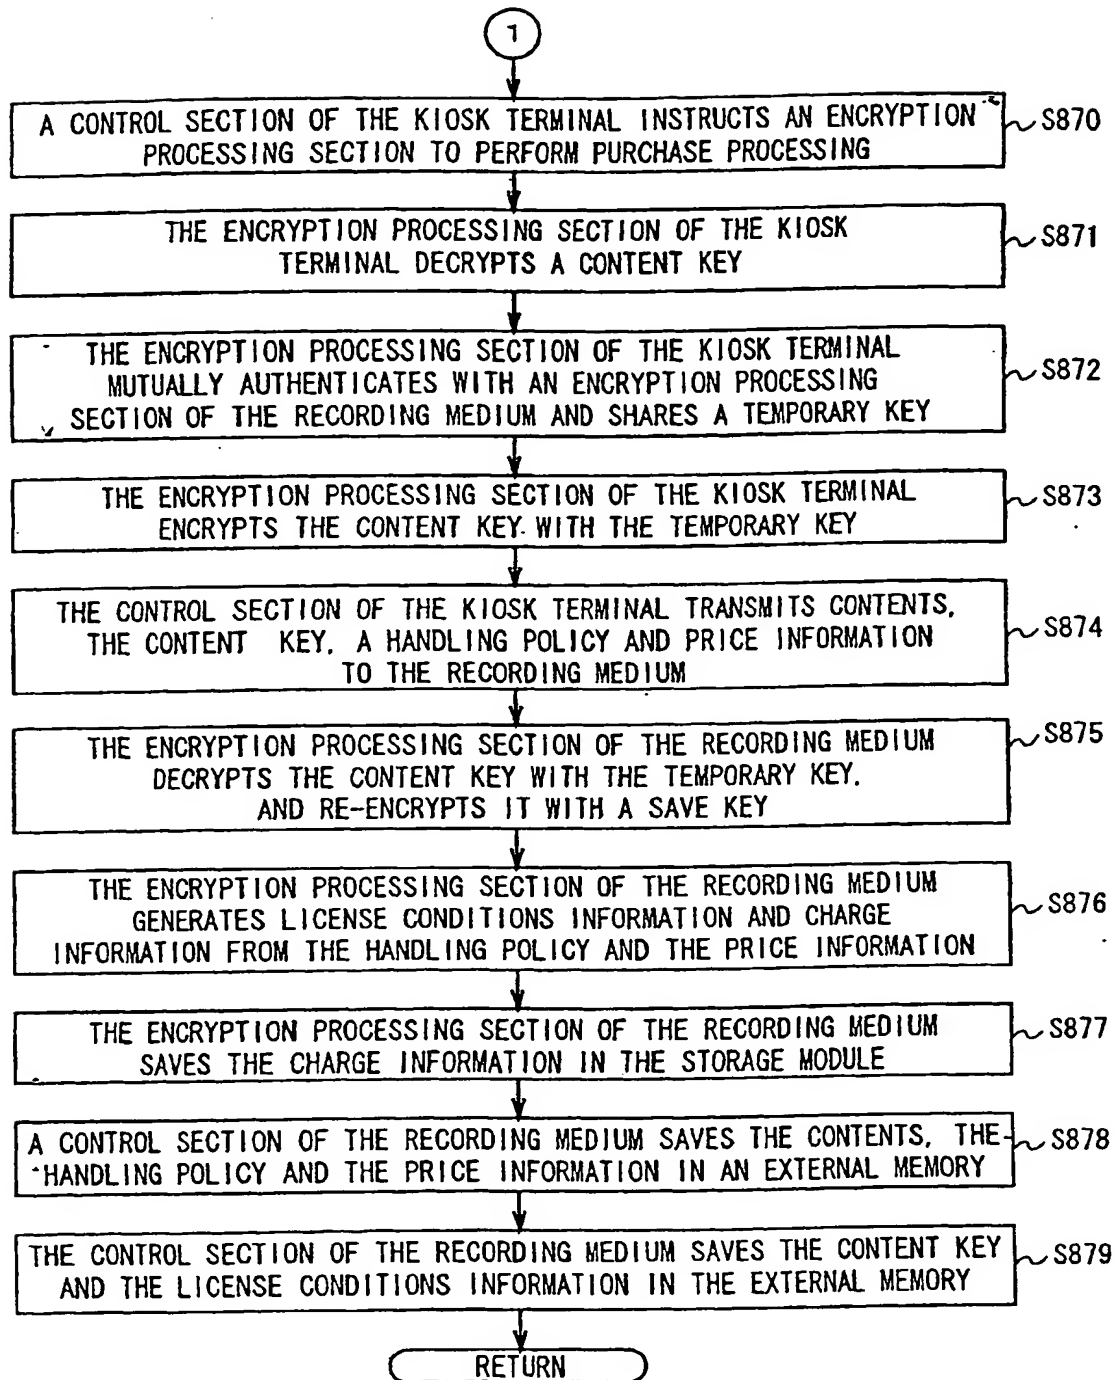 1
A CONTROL SECTION OF THE KIOSK TERMINAL INSTRUCTS AN ENCRYPTION
PROCESSING SECTION TO PERFORM PURCHASE PROCESSING
S870
THE ENCRYPTION PROCESSING SECTION OF THE KIOSK
TERMINAL DECRYPTS A CONTENT KEY
S871
THE ENCRYPTION PROCESSING SECTION OF THE KIOSK TERMINAL
MUTUALLY AUTHENTICATES WITH AN ENCRYPTION PROCESSING
SECTION OF THE RECORDING MEDIUM AND SHARES A TEMPORARY KEY
S872
THE ENCRYPTION PROCESSING SECTION OF THE KIOSK TERMINAL
ENCRYPTS THE CONTENT KEY WITH THE TEMPORARY KEY
S873
THE CONTROL SECTION OF THE KIOSK TERMINAL TRANSMITS CONTENTS,
THE CONTENT KEY, A HANDLING POLICY AND PRICE INFORMATION
TO THE RECORDING MEDIUM
S874
THE ENCRYPTION PROCESSING SECTION OF THE RECORDING MEDIUM
DECRYPTS THE CONTENT KEY WITH THE TEMPORARY KEY,
AND RE-ENCRYPTS IT WITH A SAVE KEY
S875
THE ENCRYPTION PROCESSING SECTION OF THE RECORDING MEDIUM
GENERATES LICENSE CONDITIONS INFORMATION AND CHARGE
INFORMATION FROM THE HANDLING POLICY AND THE PRICE INFORMATION
S876
THE ENCRYPTION PROCESSING SECTION OF THE RECORDING MEDIUM
SAVES THE CHARGE INFORMATION IN THE STORAGE MODULE
S877
A CONTROL SECTION OF THE RECORDING MEDIUM SAVES THE CONTENTS, THE
HANDLING POLICY AND THE PRICE INFORMATION IN AN EXTERNAL MEMORY
S878
THE CONTROL SECTION OF THE RECORDING MEDIUM SAVES THE CONTENT KEY
AND THE LICENSE CONDITIONS INFORMATION IN THE EXTERNAL MEMORY
S879
RETURN